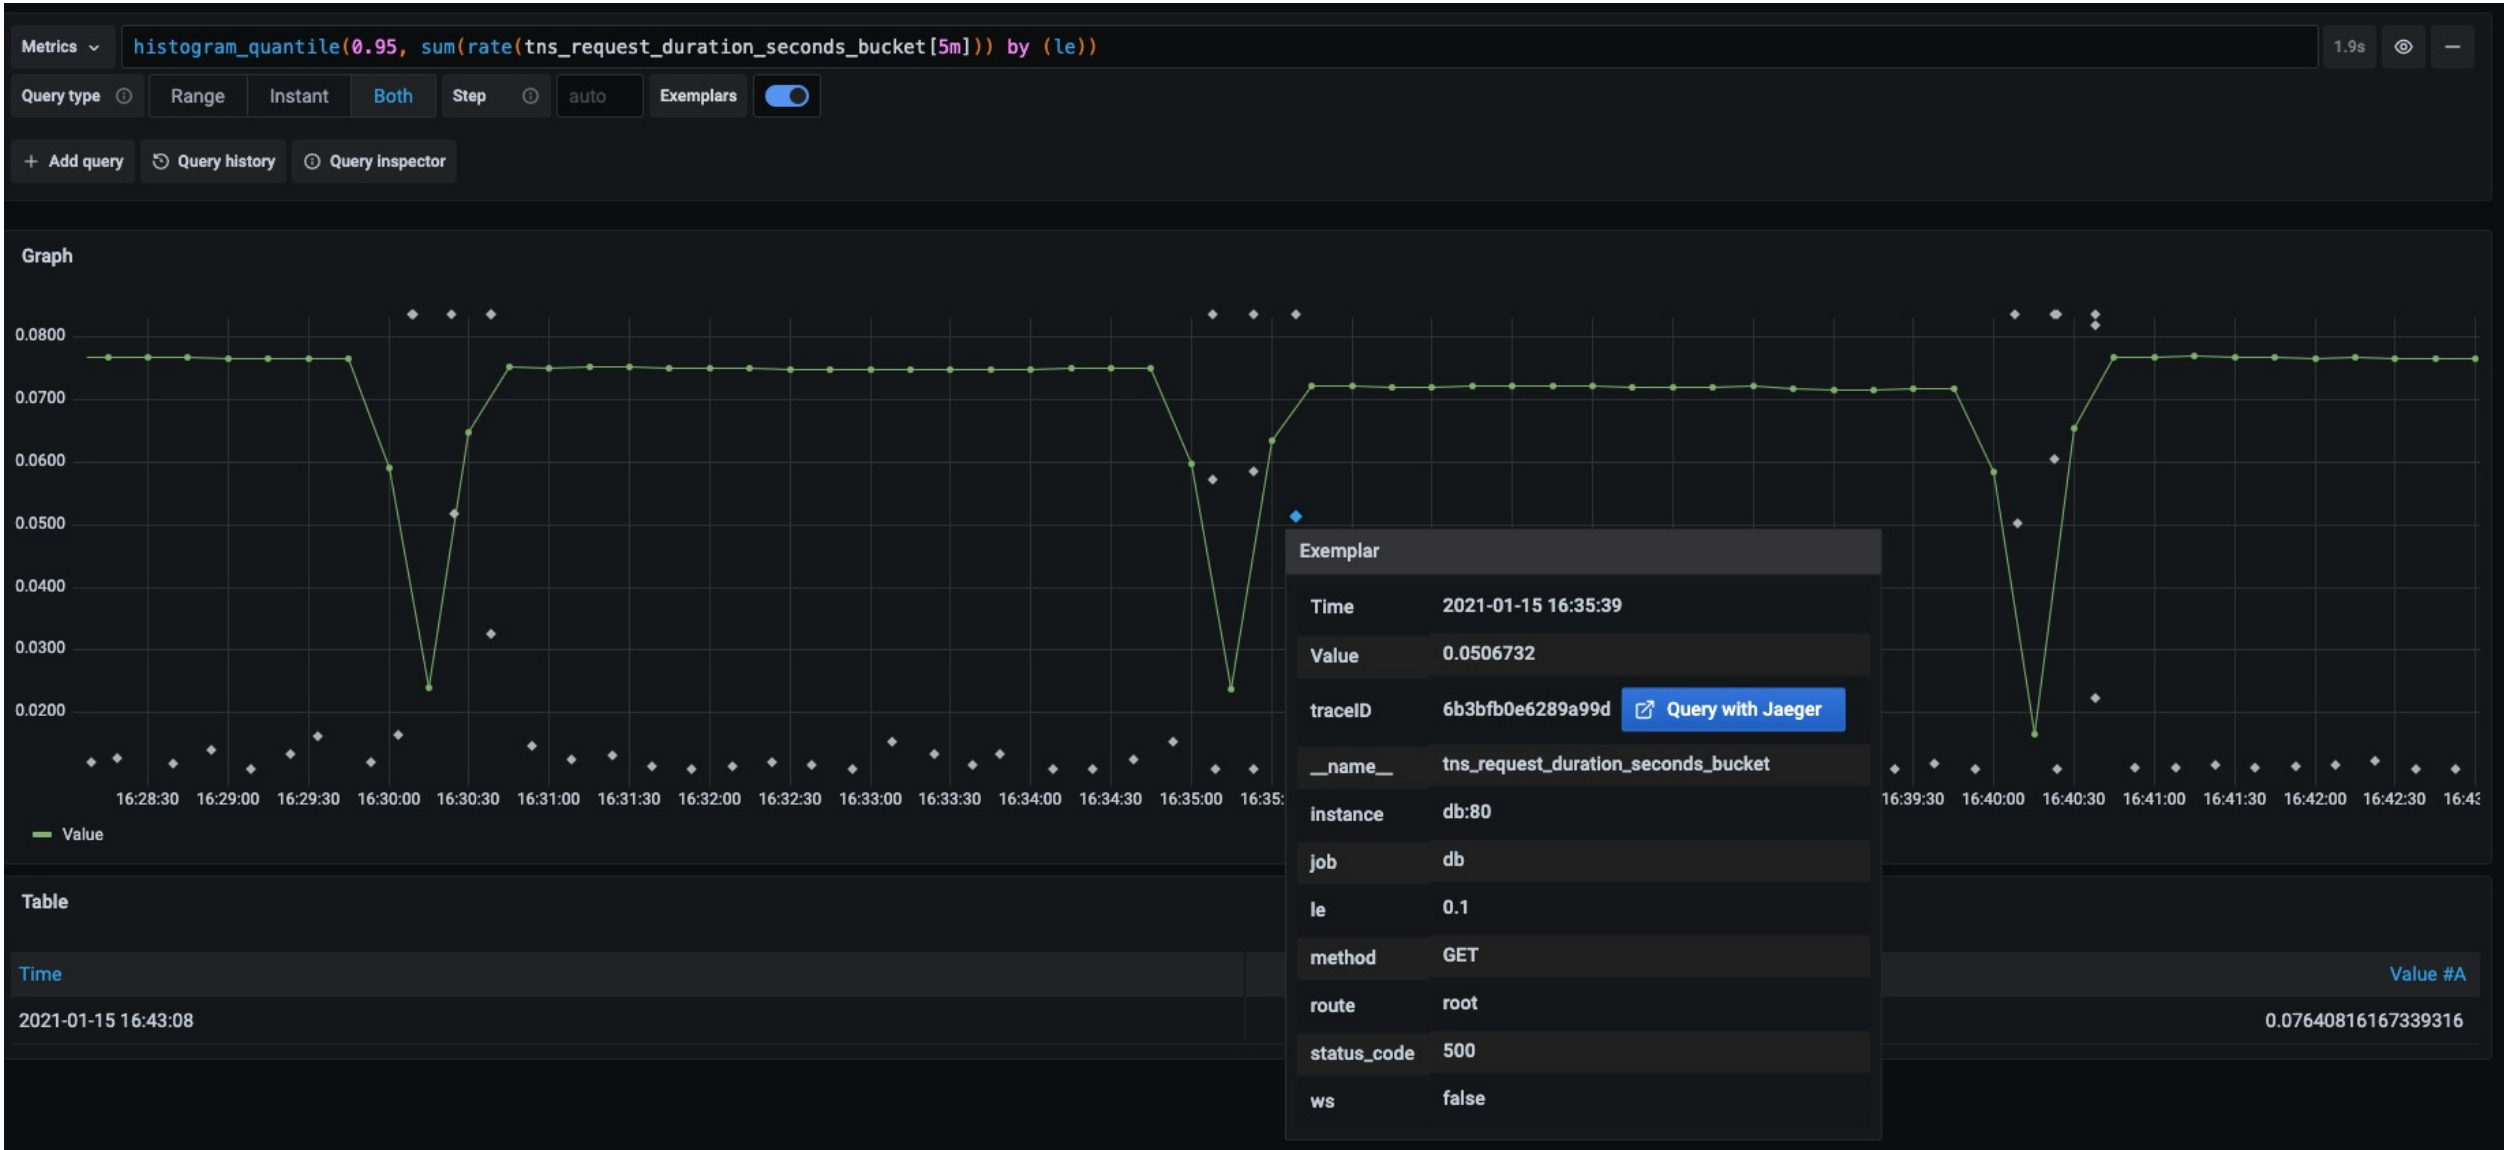 Metrics histogram_quantile(0.95, sum(rate(tns_request_duration_seconds_bucket[5m])) by (le)) 1.9s
Query type Range Instant Both Step auto Exemplars
+ Add query Query history Query inspector
Graph
0.0800
0.0700
0.0600
0.0500
0.0400
0.0300
0.0200
16:28:30 16:29:00 16:29:30 16:30:00 16:30:30 16:31:00 16:31:30 16:32:00 16:32:30 16:33:00 16:33:30 16:34:00 16:34:30 16:35:00 16:35: 16:39:30 16:40:00 16:40:30 16:41:00 16:41:30 16:42:00 16:42:30 16:43
Value
Exemplar
Time 2021-01-15 16:35:39
Value 0.0506732
traceID 6b3bfb0e6289a99d Query with Jaeger
__name__ tns_request_duration_seconds_bucket
instance db:80
job db
le 0.1
method GET
route root
status_code 500
ws false
Table
Time Value #A
2021-01-15 16:43:08 0.07640816167339316